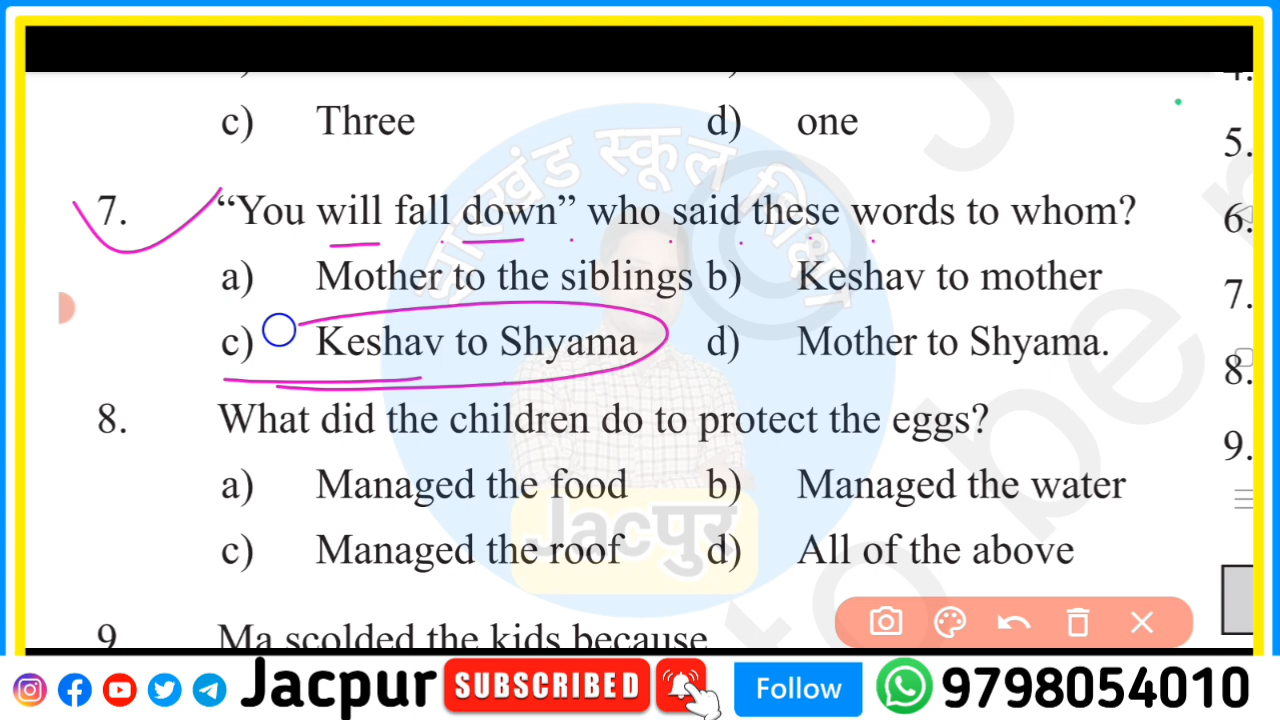 c) Three d) one
7. “You will fall down” who said these words to whom?
a) Mother to the siblings b) Keshav to mother
c) Keshav to Shyama d) Mother to Shyama.
8. What did the children do to protect the eggs?
a) Managed the food b) Managed the water
c) Managed the roof d) All of the above
9 Ma scolded the kids because
4.
5.
6.
7.
8.
9.
झारखंड स्कूल शिक्षा
Jacपुर
Jacpur SUBSCRIBED Follow 9798054010